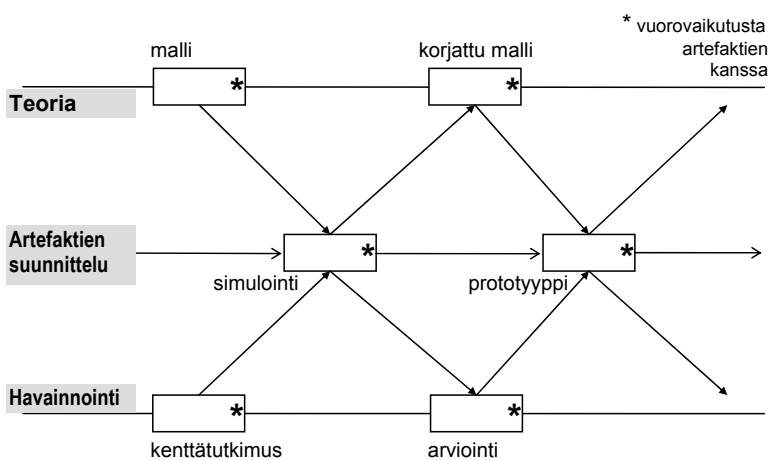 * vuorovaikutusta
artefaktien
kanssa
malli
korjattu malli
*
*
Teoria
Artefaktien
suunnittelu
*
*
simulointi
prototyyppi
Havainnointi
*
*
kenttätutkimus
arviointi